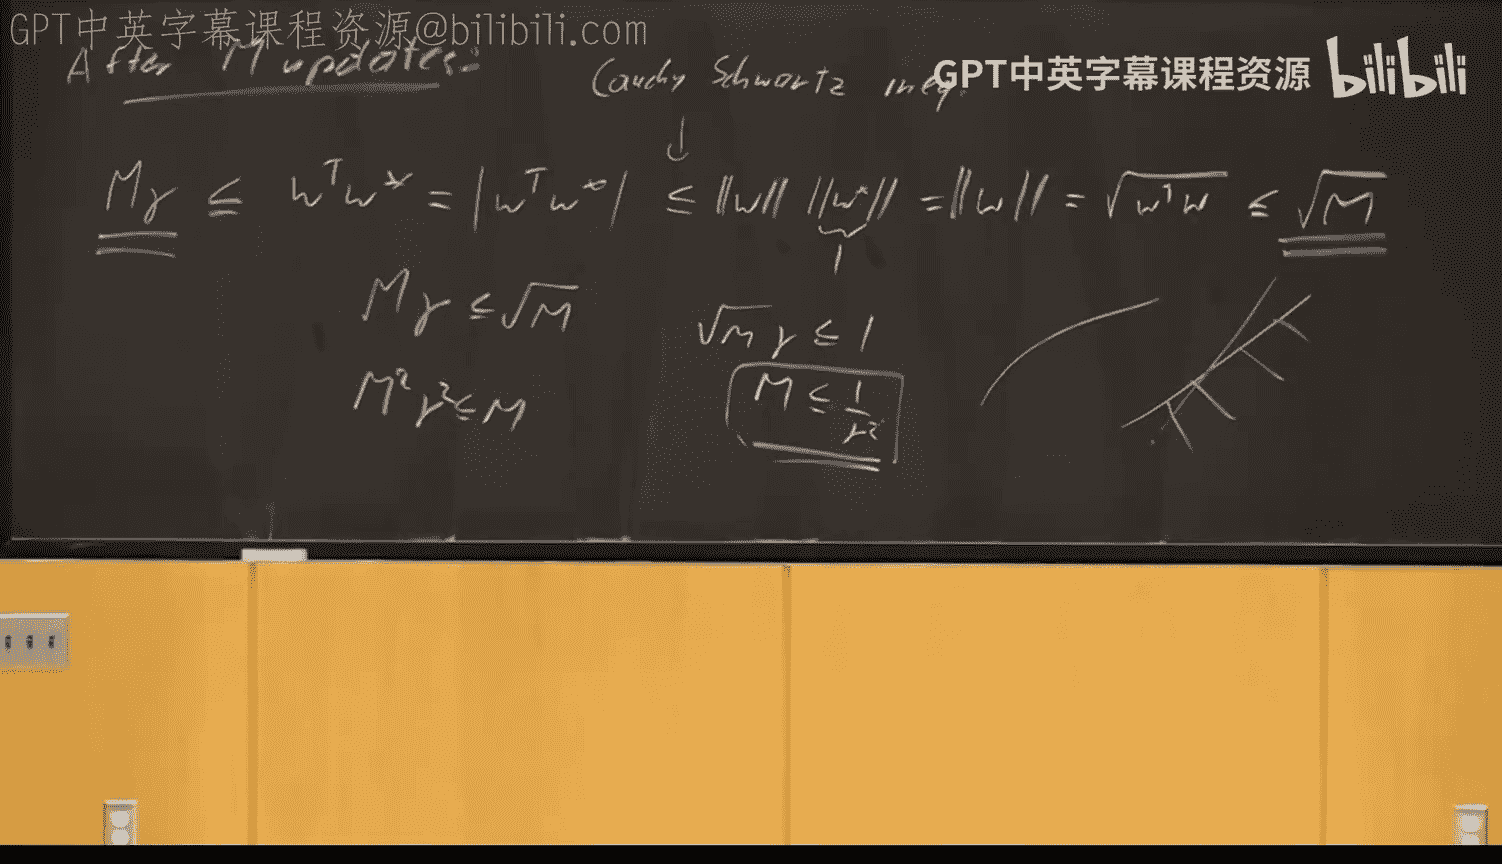 GPT中英字幕课程资源@bilibili.com
GPT中英字幕课程资源 bilibili
After M updates:
Cauchy Schwartz ineq.
↓
Mγ ≤ wᵀw* = |wᵀw*| ≤ ||w|| ||w*|| = ||w|| = √(wᵀw) ≤ √M
1
Mγ ≤ √M
√M γ ≤ 1
M²γ² ≤ M
M ≤ 1/γ²